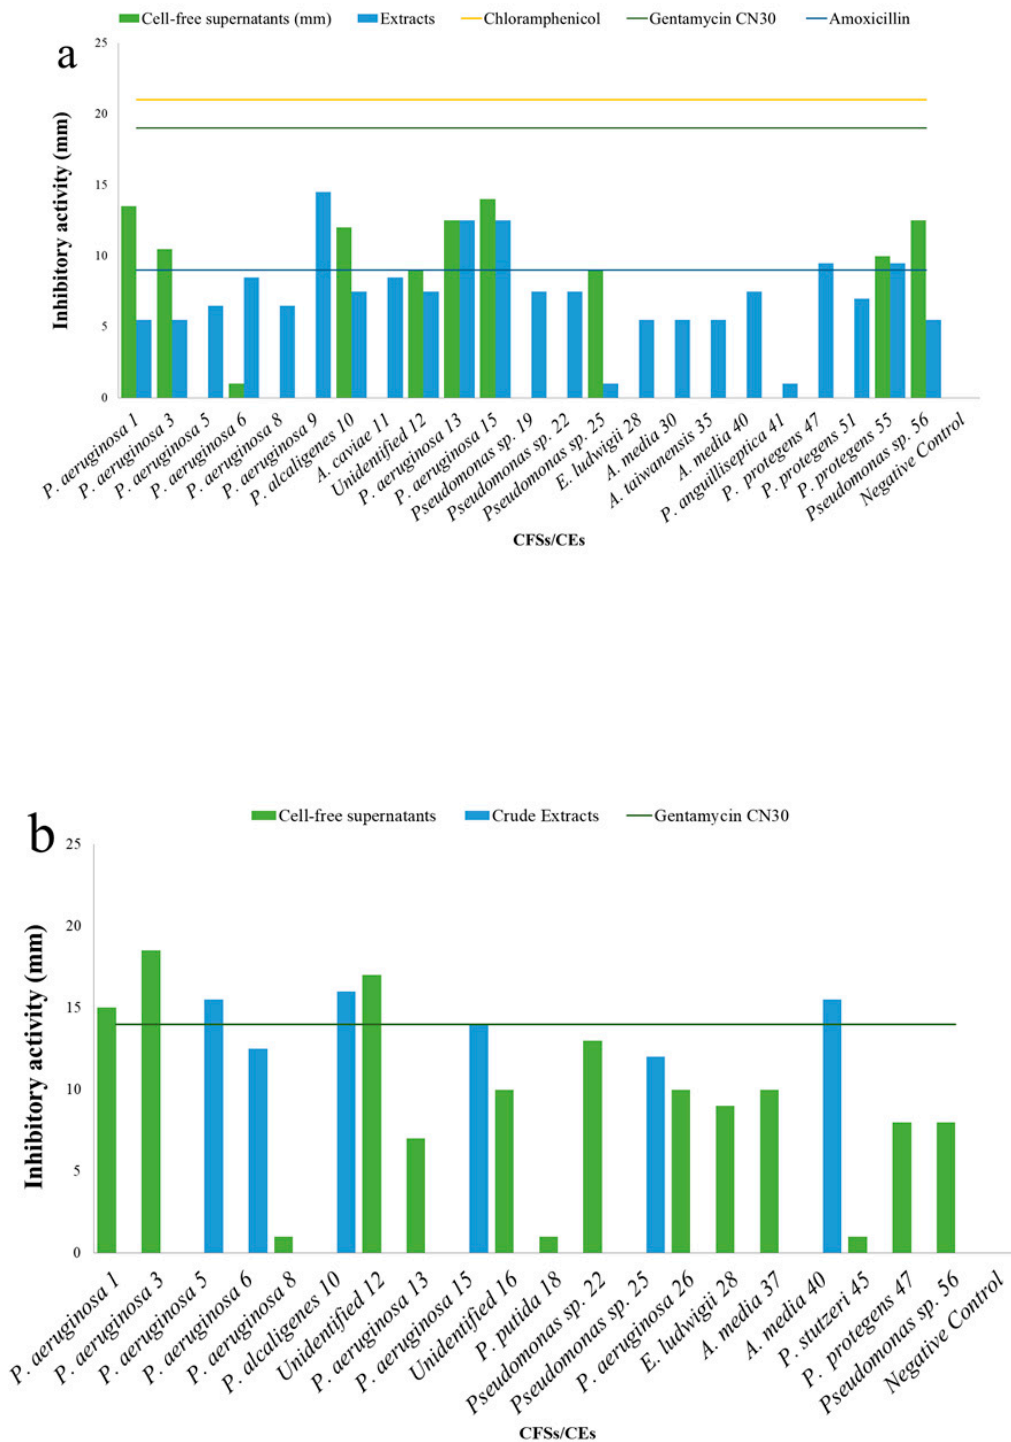 Cell-free supernatants (mm) Extracts Chloramphenicol Gentamycin CN30 Amoxicillin
a
25
20
15
10
5
0
Inhibitory activity (mm)
P. aeruginosa 1
P. aeruginosa 3
P. aeruginosa 5
P. aeruginosa 6
P. aeruginosa 8
P. aeruginosa 9
P. alcaligenes 10
A. caviae 11
Unidentified 12
P. aeruginosa 13
P. aeruginosa 15
Pseudomonas sp. 19
Pseudomonas sp. 22
Pseudomonas sp. 25
E. ludwigii 28
A. media 30
A. taiwanensis 35
A. media 40
P. anguilliseptica 41
P. protegens 47
P. protegens 51
P. protegens 55
Pseudomonas sp. 56
Negative Control
CFSs/CEs
b
Cell-free supernatants Crude Extracts Gentamycin CN30
25
20
15
10
5
0
Inhibitory activity (mm)
P. aeruginosa 1
P. aeruginosa 3
P. aeruginosa 5
P. aeruginosa 6
P. aeruginosa 8
P. alcaligenes 10
Unidentified 12
P. aeruginosa 13
P. aeruginosa 15
Unidentified 16
P. putida 18
Pseudomonas sp. 22
Pseudomonas sp. 25
P. aeruginosa 26
E. ludwigii 28
A. media 37
A. media 40
P. stutzeri 45
P. protegens 47
Pseudomonas sp. 56
Negative Control
CFSs/CEs